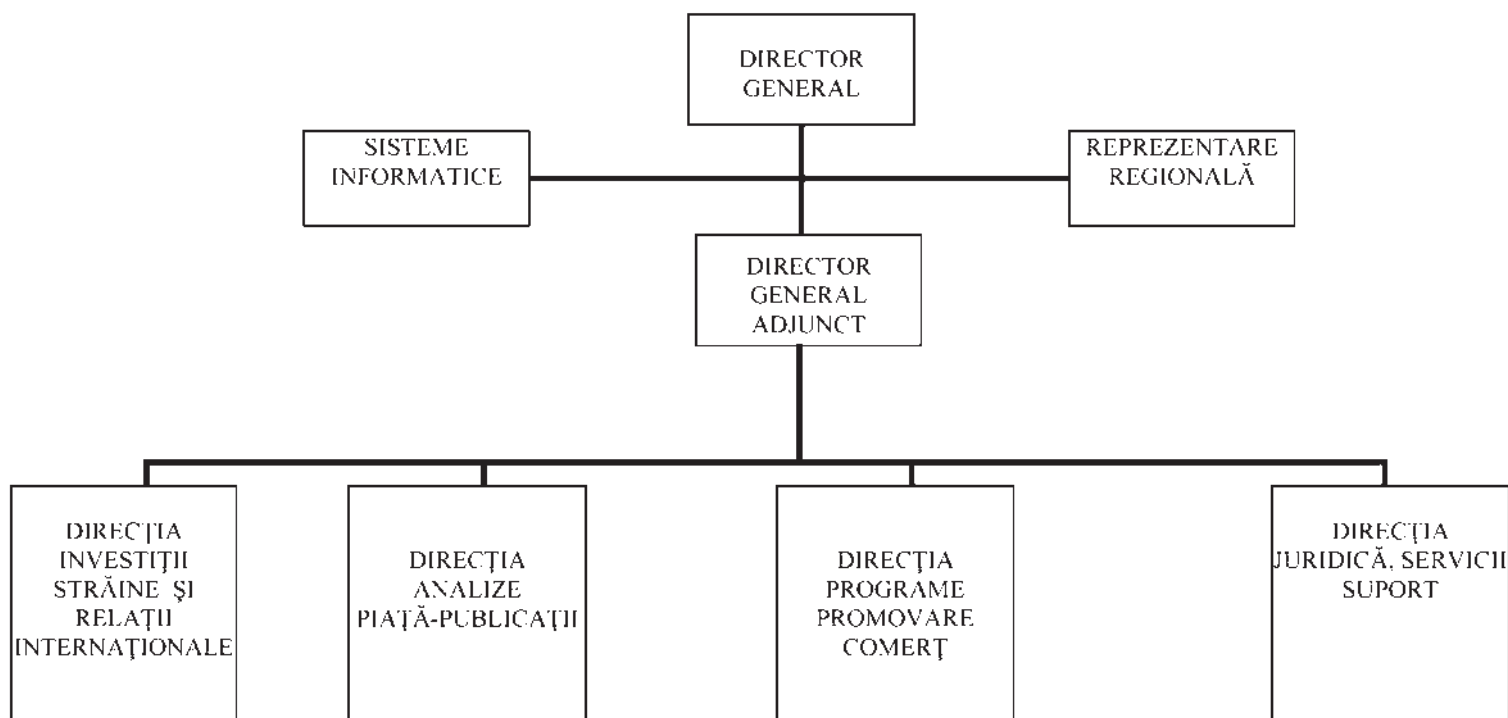 DIRECTOR
GENERAL
SISTEME
INFORMATICE
REPREZENTARE
REGIONALĂ
DIRECTOR
GENERAL
ADJUNCT
DIRECŢIA
INVESTIŢII
STRĂINE ŞI
RELAŢII
INTERNAŢIONALE
DIRECŢIA
ANALIZE
PIAŢĂ-PUBLICAŢII
DIRECŢIA
PROGRAME
PROMOVARE
COMERŢ
DIRECŢIA
JURIDICĂ, SERVICII
SUPORT